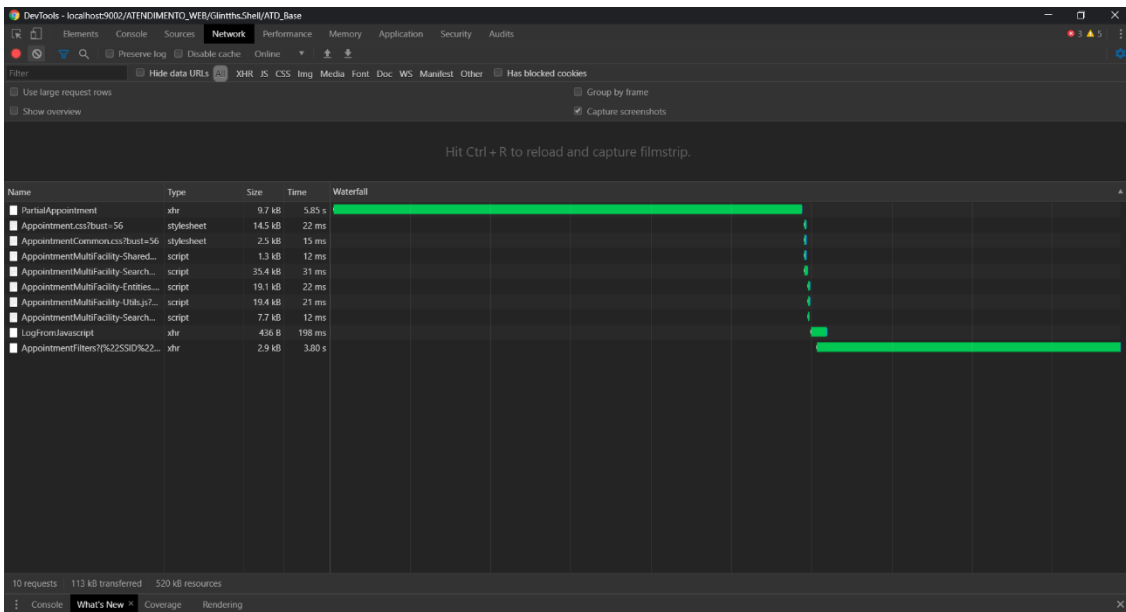 DevTools - localhost:9002/ATENDIMENTO_WEB/Glintths.Shell/ATD_Base
Elements Console Sources Network Performance Memory Application Security Audits 3 5
Preserve log Disable cache Online
Filter Hide data URLs All XHR JS CSS Img Media Font Doc WS Manifest Other Has blocked cookies
Use large request rows Group by frame
Show overview Capture screenshots
Hit Ctrl + R to reload and capture filmstrip.
Name Type Size Time Waterfall
PartialAppointment xhr 9.7 kB 5.85 s
Appointment.css?bust=56 stylesheet 14.5 kB 22 ms
AppointmentCommon.css?bust=56 stylesheet 2.5 kB 15 ms
AppointmentMultiFacility-Shared... script 1.3 kB 12 ms
AppointmentMultiFacility-Search... script 35.4 kB 31 ms
AppointmentMultiFacility-Entities.... script 19.1 kB 22 ms
AppointmentMultiFacility-Utils.js?... script 19.4 kB 21 ms
AppointmentMultiFacility-Search... script 7.7 kB 12 ms
LogFromJavascript xhr 436 B 198 ms
AppointmentFilters?(%22SSID%22... xhr 2.9 kB 3.80 s
10 requests 113 kB transferred 520 kB resources
Console What's New × Coverage Rendering